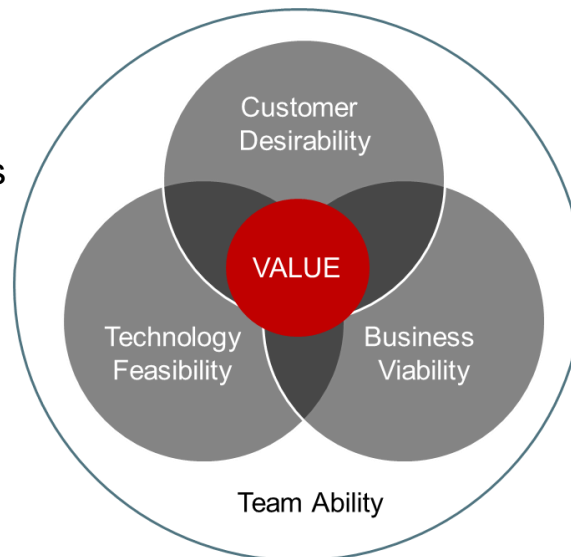 Customer
Desirability
s
VALUE
Technology
Feasibility
Business
Viability
Team Ability